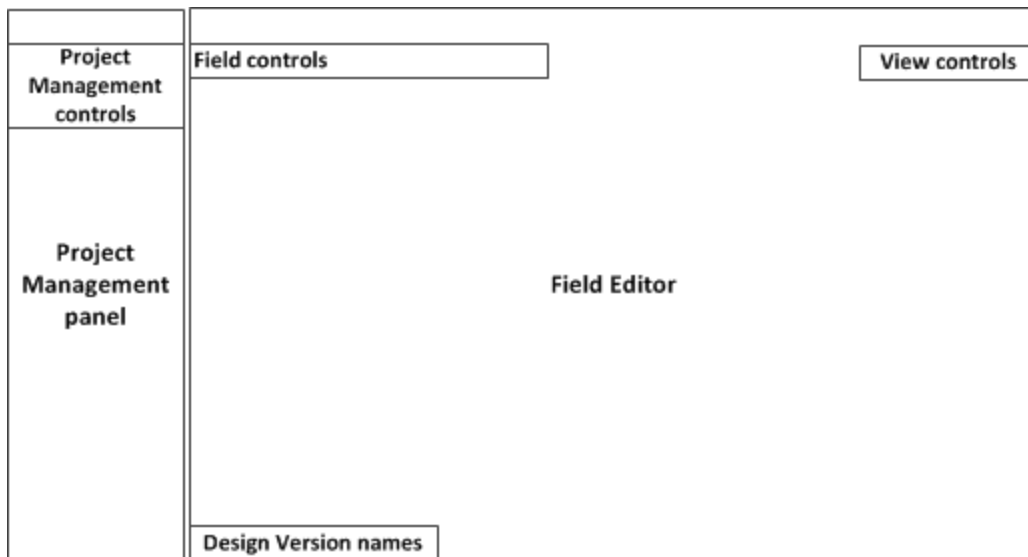 Project
Management
controls
Field controls
View controls
Project
Management
panel
Field Editor
Design Version names